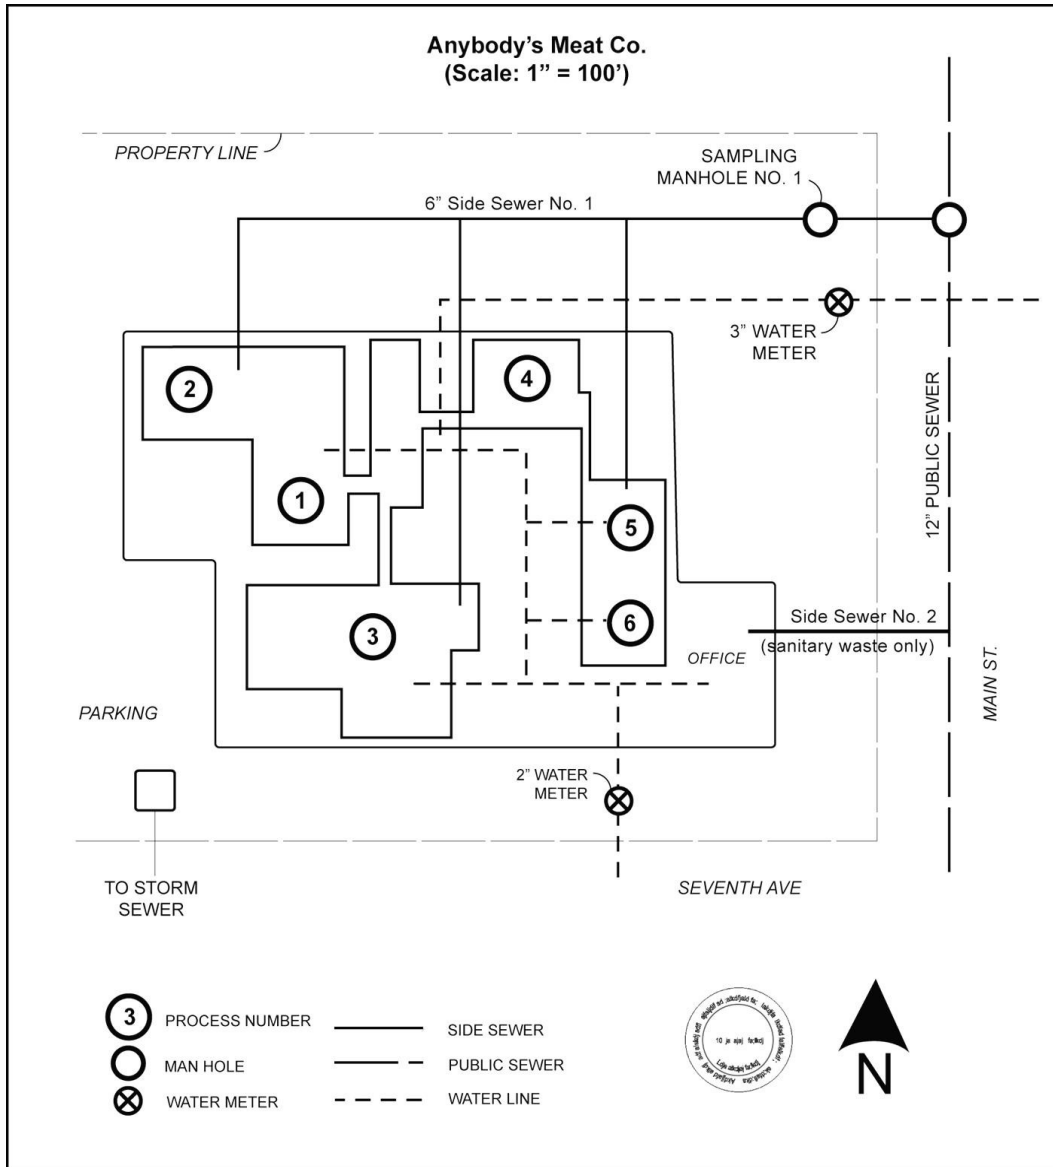 Anybody's Meat Co.
(Scale: 1" = 100')
PROPERTY LINE
SAMPLING
MANHOLE NO. 1
6" Side Sewer No. 1
3" WATER
METER
2
4
12" PUBLIC SEWER
1
5
6
3
Side Sewer No. 2
(sanitary waste only)
OFFICE
MAIN ST.
PARKING
2" WATER
METER
TO STORM
SEWER
SEVENTH AVE
3
PROCESS NUMBER
SIDE SEWER
MAN HOLE
PUBLIC SEWER
WATER METER
WATER LINE
N